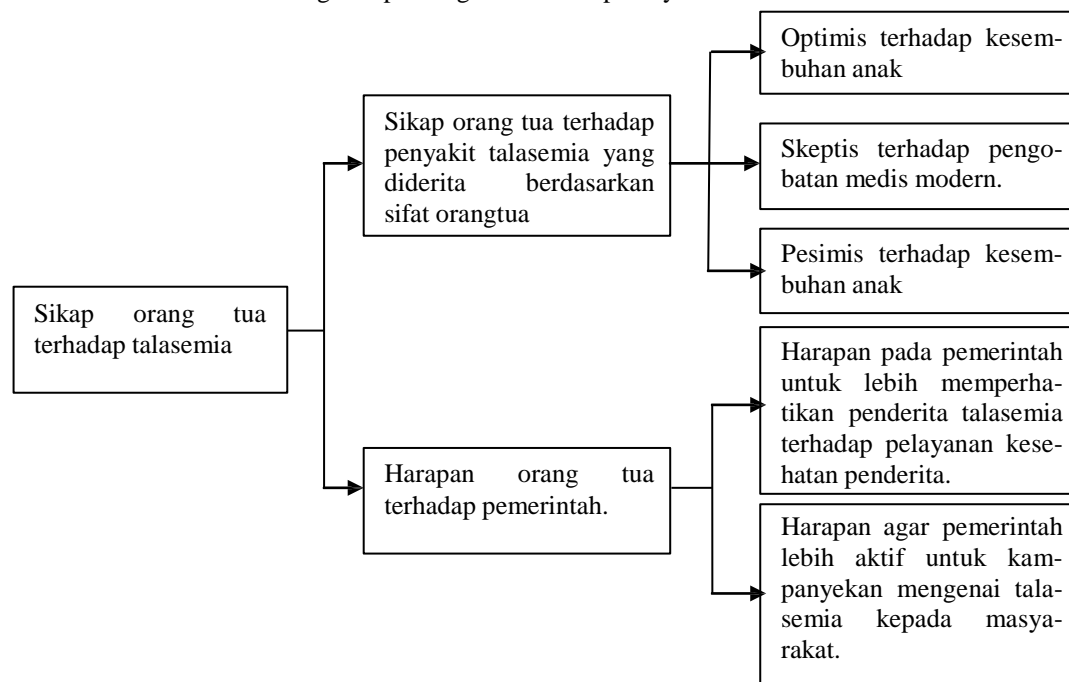 Sikap orang tua
terhadap talasemia
Sikap orang tua terhadap
penyakit talasemia yang
diderita berdasarkan
sifat orangtua
Optimis terhadap kesem-
buhan anak
Skeptis terhadap pengo-
batan medis modern.
Pesimis terhadap kesem-
buhan anak
Harapan orang tua
terhadap pemerintah.
Harapan pada pemerintah
untuk lebih memperha-
tikan penderita talasemia
terhadap pelayanan kese-
hatan penderita.
Harapan agar pemerintah
lebih aktif untuk kam-
panyekan mengenai tala-
semia kepada masya-
rakat.